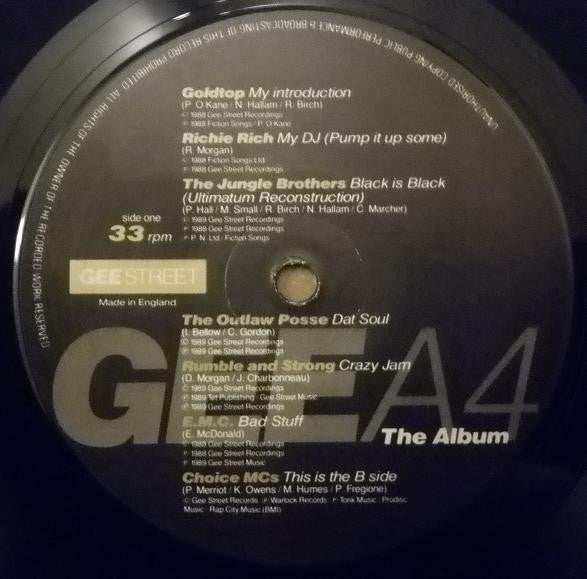 UNAUTHORISED COPYING PUBLIC PERFORMANCE & BROADCASTING OF THIS RECORD PROHIBITED. ALL RIGHTS OF THE OWNER OF THE RECORDED WORK RESERVED
Goldtop My introduction
(P. O'Kane / N. Hallam / R. Birch)
© 1988 Gee Street Recordings
℗ 1988 Fiction Songs · P. O'Kane
Richie Rich My DJ (Pump it up some)
(R. Morgan)
© 1988 Fiction Songs Ltd
℗ 1988 Gee Street Recordings
The Jungle Brothers Black is Black
(Ultimatum Reconstruction)
(P. Hall / M. Small / R. Birch / N. Hallam / C. Marcher)
© 1989 Gee Street Recordings
℗ 1988 Gee Street Recordings
℗ P. N. Ltd · Fiction Songs
side one
33 rpm
GEE STREET
Made in England
The Outlaw Posse Dat Soul
(I. Bellow / C. Gordon)
© 1989 Gee Street Recordings
℗ 1989 Gee Street Recordings
Rumble and Strong Crazy Jam
(D. Morgan / J. Charbonneau)
© 1989 Gee Street Recordings
℗ 1989 Tet Publishing · Gee Street Music
℗ 1989 Gee Street Recordings
GEE A4
E.M.C. Bad Stuff
(E. McDonald)
© 1988 Gee Street Recordings
℗ 1988 Gee Street Recordings
℗ 1989 Gee Street Music
The Album
Choice MCs This is the B side
(P. Merriot / K. Owens / M. Humes / P. Fregione)
© Gee Street Records ℗ Warlock Records ℗ Tonk Music · Prodisc
Music · Rap City Music (BMI)